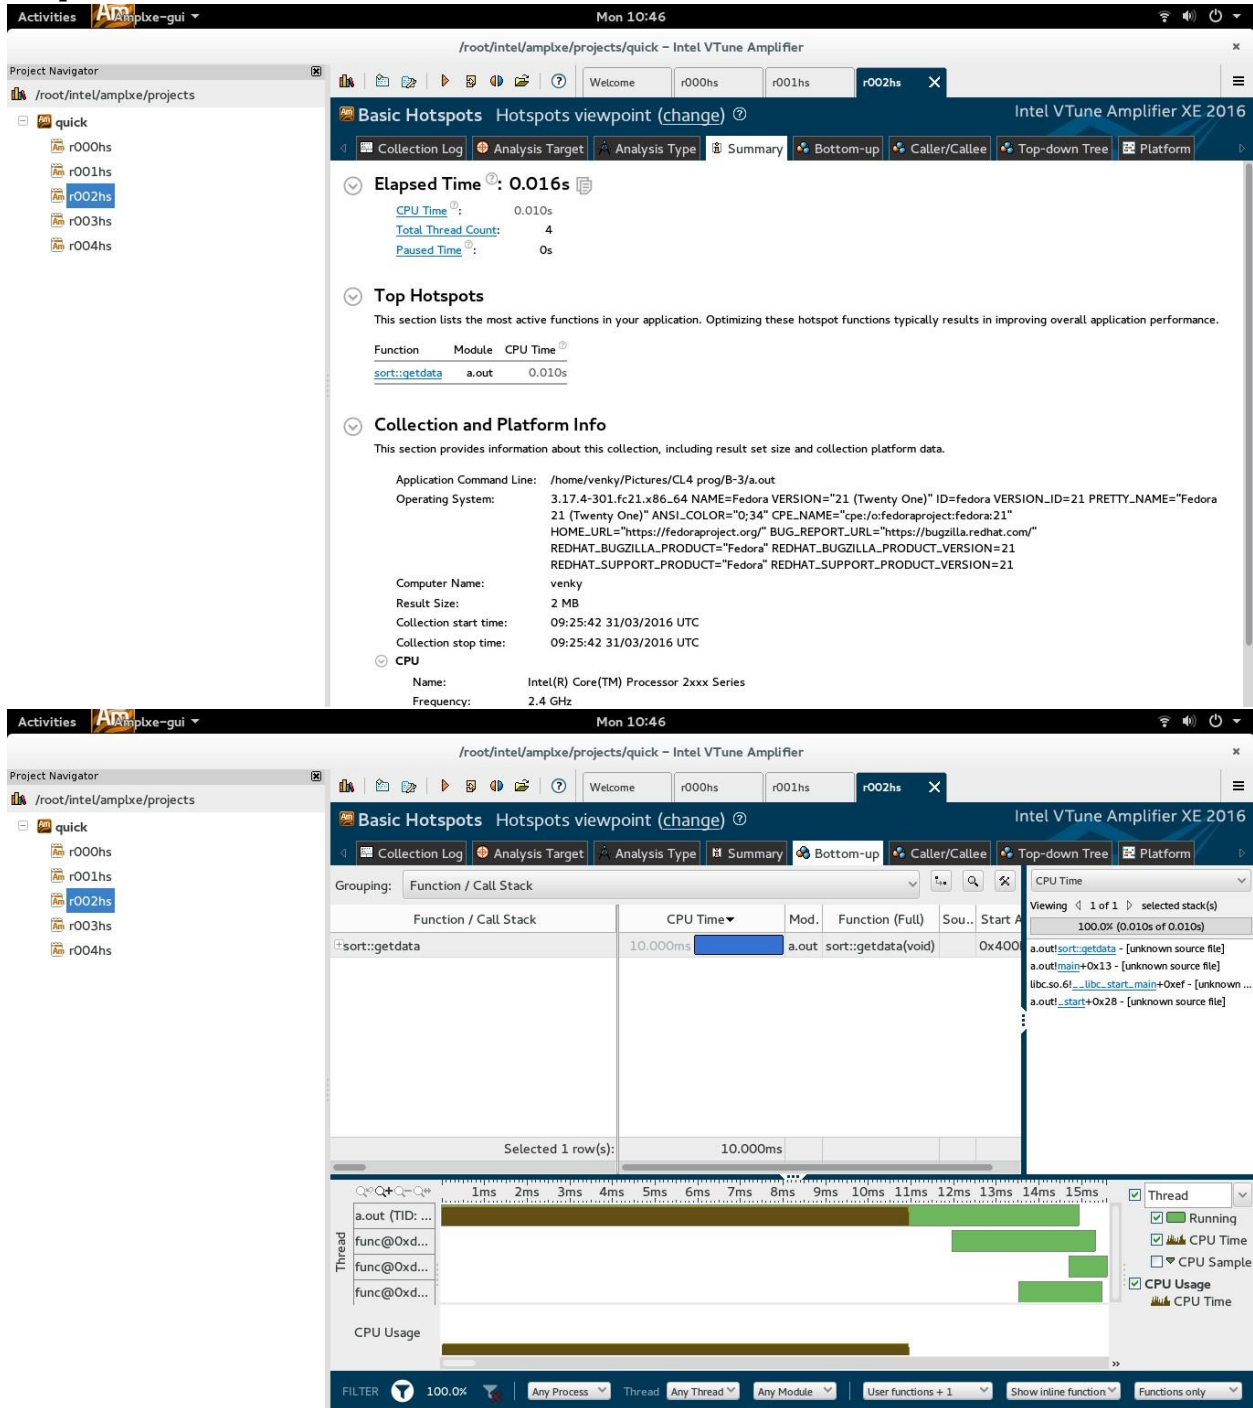 Activities Amplxe-gui Mon 10:46
/root/intel/amplxe/projects/quick – Intel VTune Amplifier
Project Navigator
/root/intel/amplxe/projects
quick
r000hs
r001hs
r002hs
r003hs
r004hs
Welcome r000hs r001hs r002hs
Basic Hotspots Hotspots viewpoint (change) Intel VTune Amplifier XE 2016
Collection Log Analysis Target Analysis Type Summary Bottom-up Caller/Callee Top-down Tree Platform
Elapsed Time: 0.016s
CPU Time: 0.010s
Total Thread Count: 4
Paused Time: 0s
Top Hotspots
This section lists the most active functions in your application. Optimizing these hotspot functions typically results in improving overall application performance.
Function Module CPU Time
sort::getdata a.out 0.010s
Collection and Platform Info
This section provides information about this collection, including result set size and collection platform data.
Application Command Line: /home/venky/Pictures/CL4 prog/B-3/a.out
Operating System: 3.17.4-301.fc21.x86_64 NAME=Fedora VERSION="21 (Twenty One)" ID=fedora VERSION_ID=21 PRETTY_NAME="Fedora
21 (Twenty One)" ANSI_COLOR="0;34" CPE_NAME="cpe:/o:fedoraproject:fedora:21"
HOME_URL="https://fedoraproject.org/" BUG_REPORT_URL="https://bugzilla.redhat.com/"
REDHAT_BUGZILLA_PRODUCT="Fedora" REDHAT_BUGZILLA_PRODUCT_VERSION=21
REDHAT_SUPPORT_PRODUCT="Fedora" REDHAT_SUPPORT_PRODUCT_VERSION=21
Computer Name: venky
Result Size: 2 MB
Collection start time: 09:25:42 31/03/2016 UTC
Collection stop time: 09:25:42 31/03/2016 UTC
CPU
Name: Intel(R) Core(TM) Processor 2xxx Series
Frequency: 2.4 GHz
Activities Amplxe-gui Mon 10:46
/root/intel/amplxe/projects/quick – Intel VTune Amplifier
Project Navigator
/root/intel/amplxe/projects
quick
r000hs
r001hs
r002hs
r003hs
r004hs
Welcome r000hs r001hs r002hs
Basic Hotspots Hotspots viewpoint (change) Intel VTune Amplifier XE 2016
Collection Log Analysis Target Analysis Type Summary Bottom-up Caller/Callee Top-down Tree Platform
Grouping: Function / Call Stack
Function / Call Stack CPU Time Mod. Function (Full) Sou.. Start A
sort::getdata 10.000ms a.out sort::getdata(void) 0x400
Selected 1 row(s): 10.000ms
CPU Time
Viewing 1 of 1 selected stack(s)
100.0% (0.010s of 0.010s)
a.out!sort::getdata - [unknown source file]
a.out!main+0x13 - [unknown source file]
libc.so.6!__libc_start_main+0xef - [unknown ...
a.out!_start+0x28 - [unknown source file]
1ms 2ms 3ms 4ms 5ms 6ms 7ms 8ms 9ms 10ms 11ms 12ms 13ms 14ms 15ms
Thread
a.out (TID: ...
func@0xd...
func@0xd...
func@0xd...
CPU Usage
Thread
Running
CPU Time
CPU Sample
CPU Usage
CPU Time
FILTER 100.0% Any Process Thread Any Thread Any Module User functions + 1 Show inline function Functions only